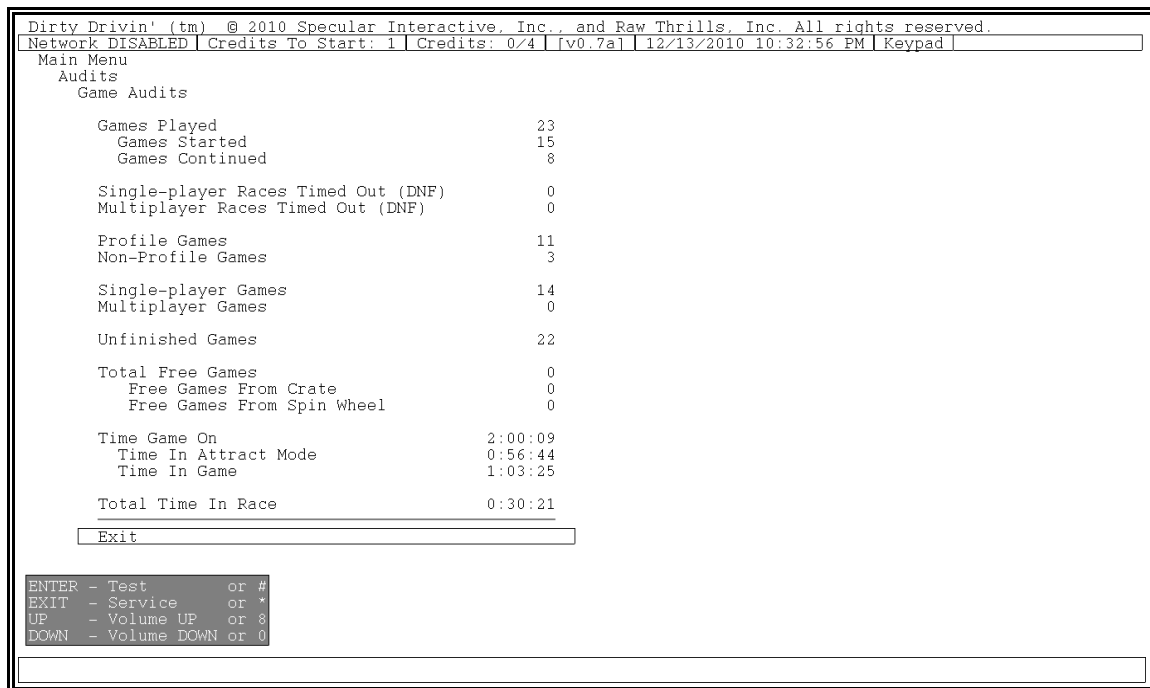 Dirty Drivin' (tm) © 2010 Specular Interactive, Inc., and Raw Thrills, Inc. All rights reserved.
Network DISABLED Credits To Start: 1 Credits: 0/4 [v0.7a] 12/13/2010 10:32:56 PM Keypad
Main Menu
Audits
Game Audits
Games Played 23
Games Started 15
Games Continued 8
Single-player Races Timed Out (DNF) 0
Multiplayer Races Timed Out (DNF) 0
Profile Games 11
Non-Profile Games 3
Single-player Games 14
Multiplayer Games 0
Unfinished Games 22
Total Free Games 0
Free Games From Crate 0
Free Games From Spin Wheel 0
Time Game On 2:00:09
Time In Attract Mode 0:56:44
Time In Game 1:03:25
Total Time In Race 0:30:21
Exit
ENTER - Test or #
EXIT - Service or *
UP - Volume UP or 8
DOWN - Volume DOWN or 0